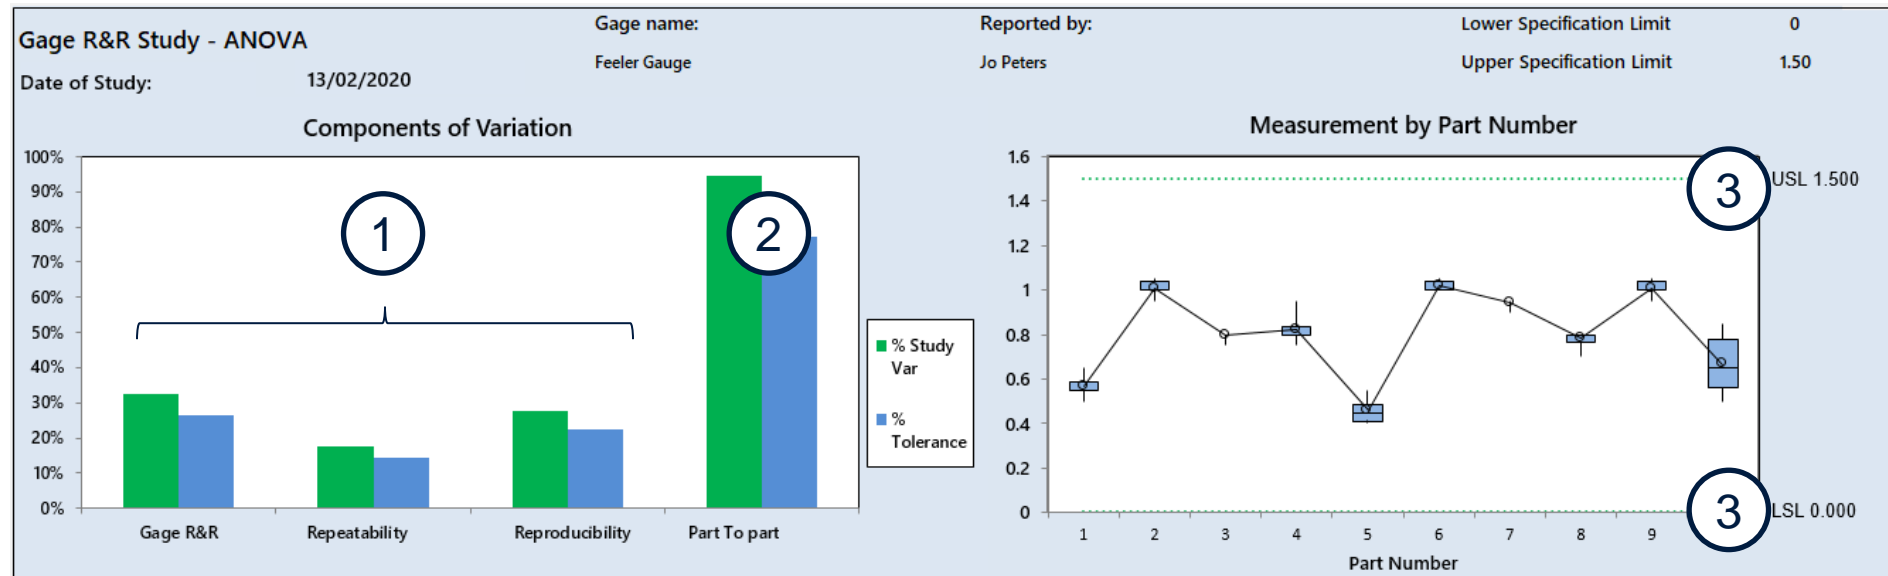 Gage R&R Study - ANOVA
Date of Study: 13/02/2020
Gage name:
Feeler Gauge
Reported by:
Jo Peters
Lower Specification Limit 0
Upper Specification Limit 1.50
Components of Variation
100%
90%
80%
70%
60%
50%
40%
30%
20%
10%
0%
1
2
Gage R&R Repeatability Reproducibility Part To part
% Study
Var
%
Tolerance
Measurement by Part Number
1.6
1.4
1.2
1
0.8
0.6
0.4
0.2
0
3
USL 1.500
3
LSL 0.000
1 2 3 4 5 6 7 8 9
Part Number